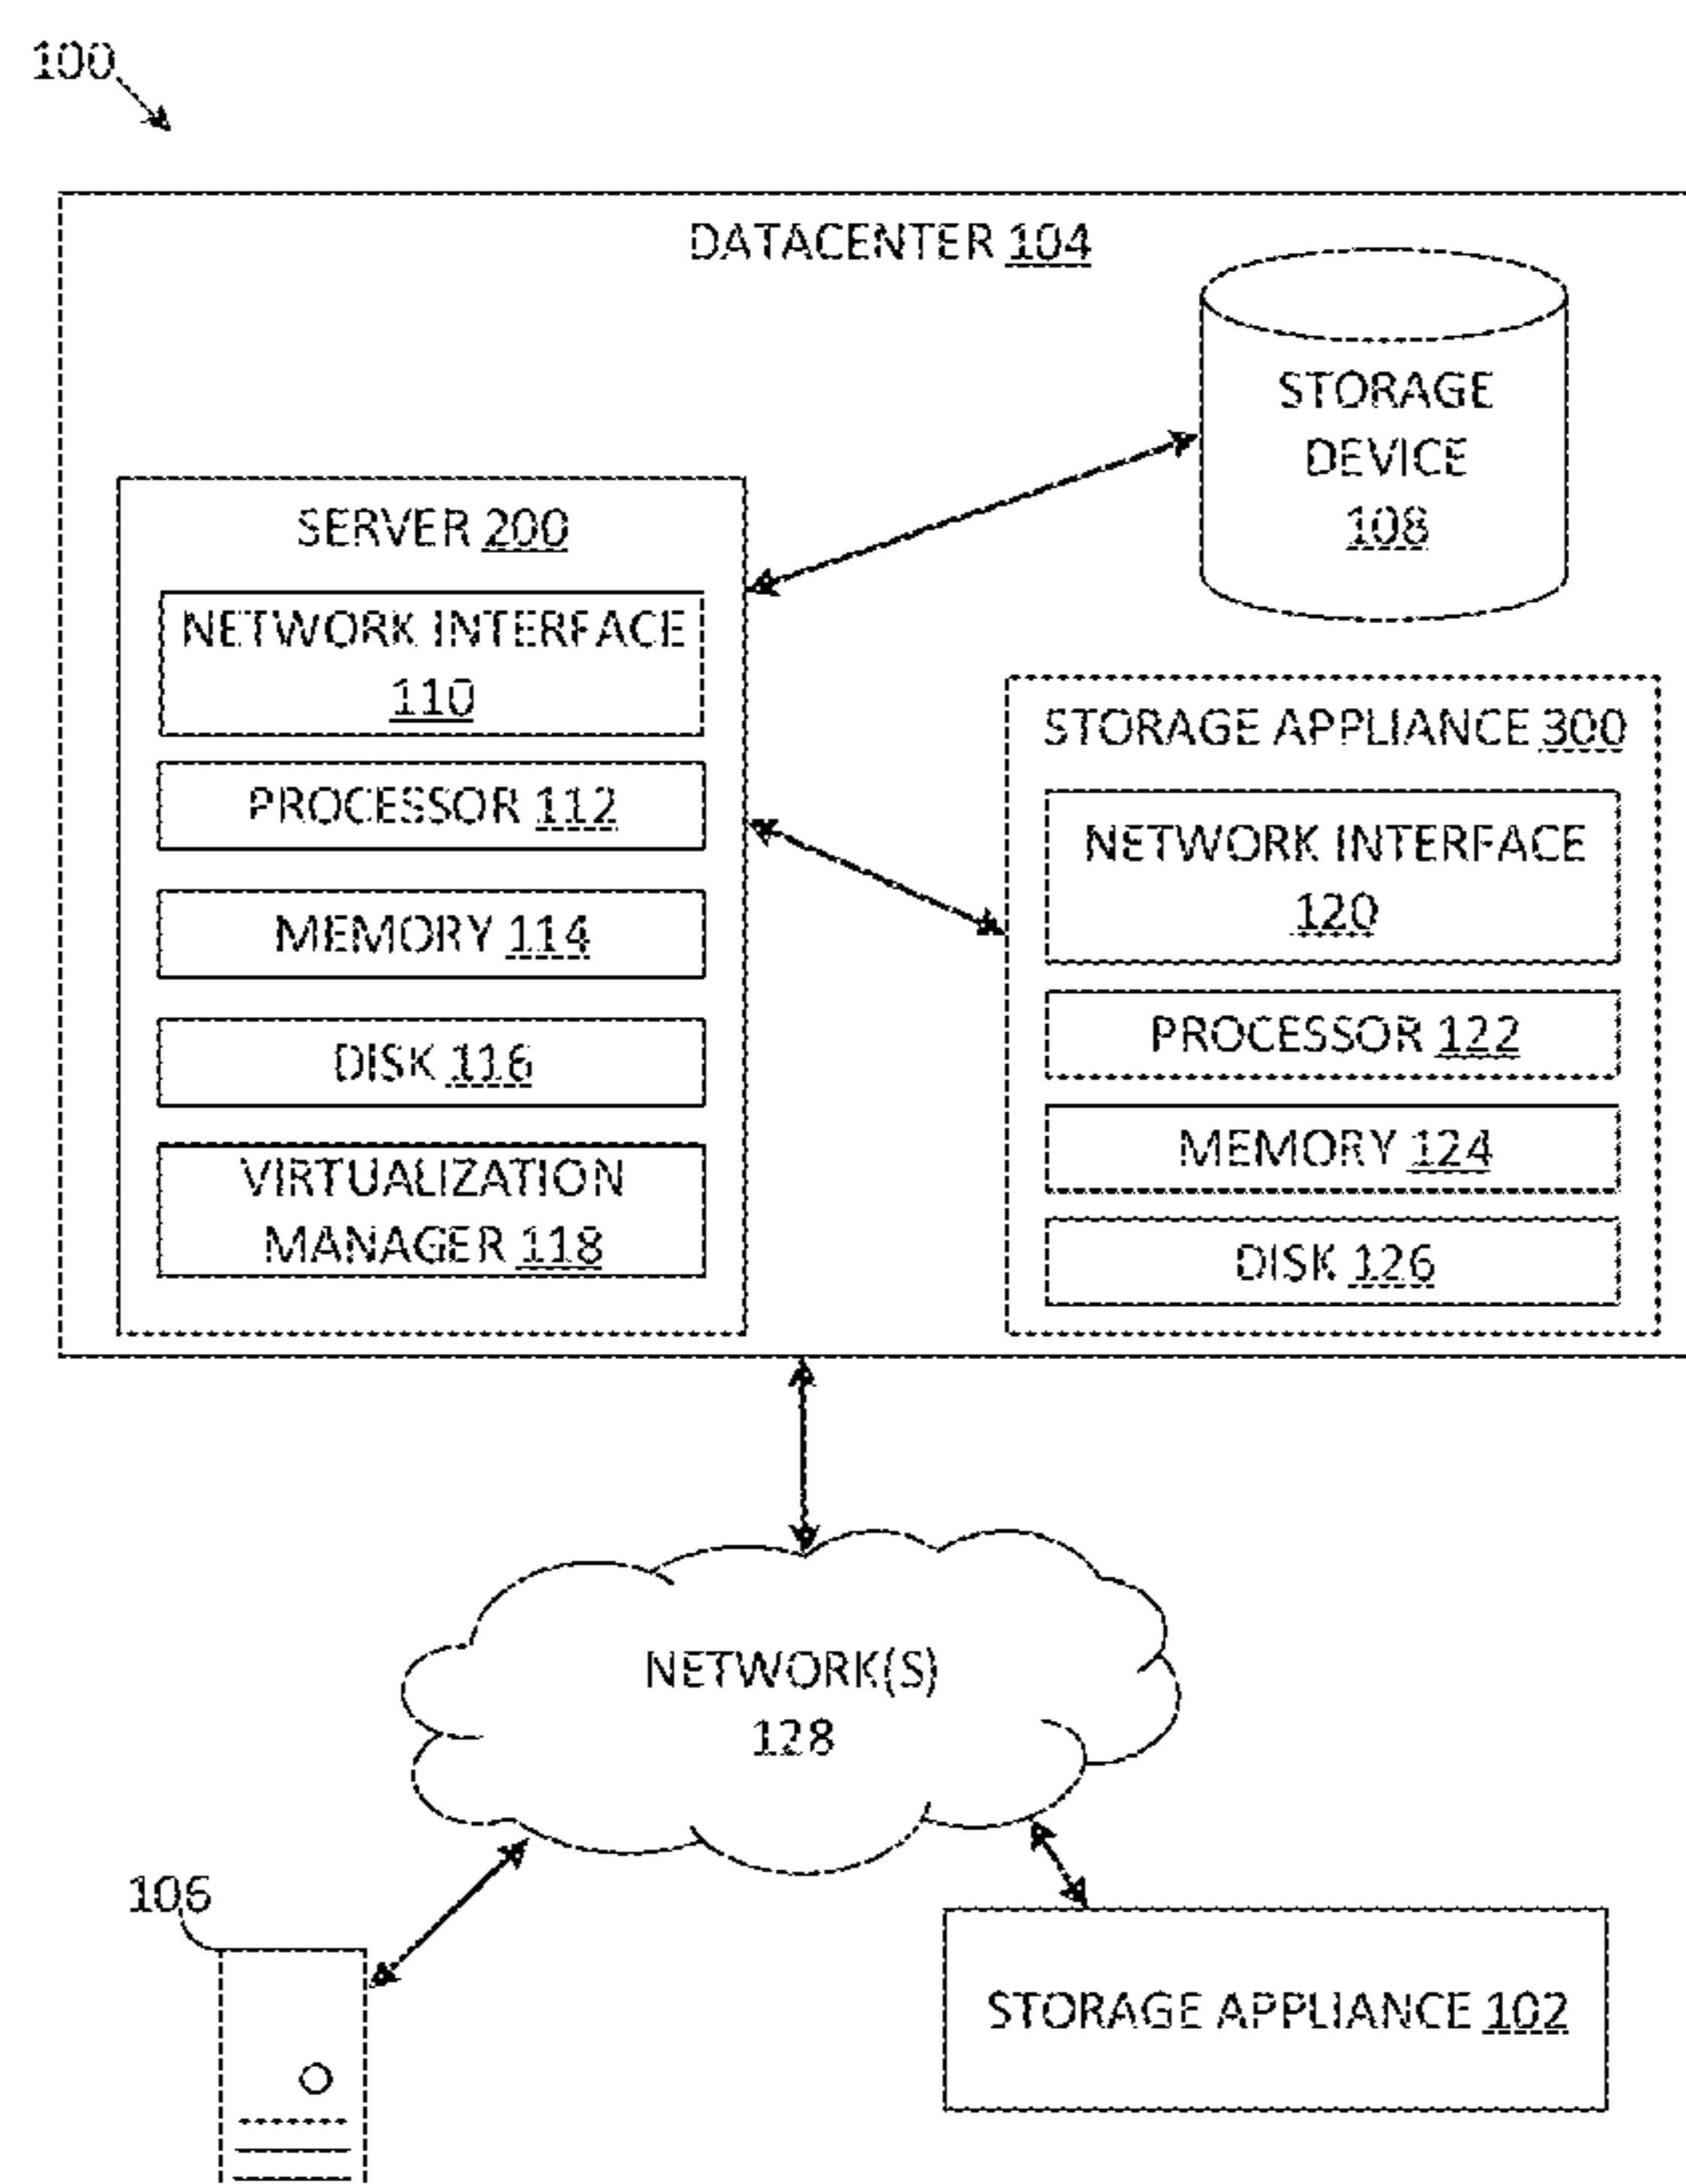 100
DATACENTER 104
STORAGE
DEVICE
108
SERVER 200
NETWORK INTERFACE
110
PROCESSOR 112
MEMORY 114
DISK 116
VIRTUALIZATION
MANAGER 118
STORAGE APPLIANCE 300
NETWORK INTERFACE
120
PROCESSOR 122
MEMORY 124
DISK 126
NETWORK(S)
128
106
STORAGE APPLIANCE 102